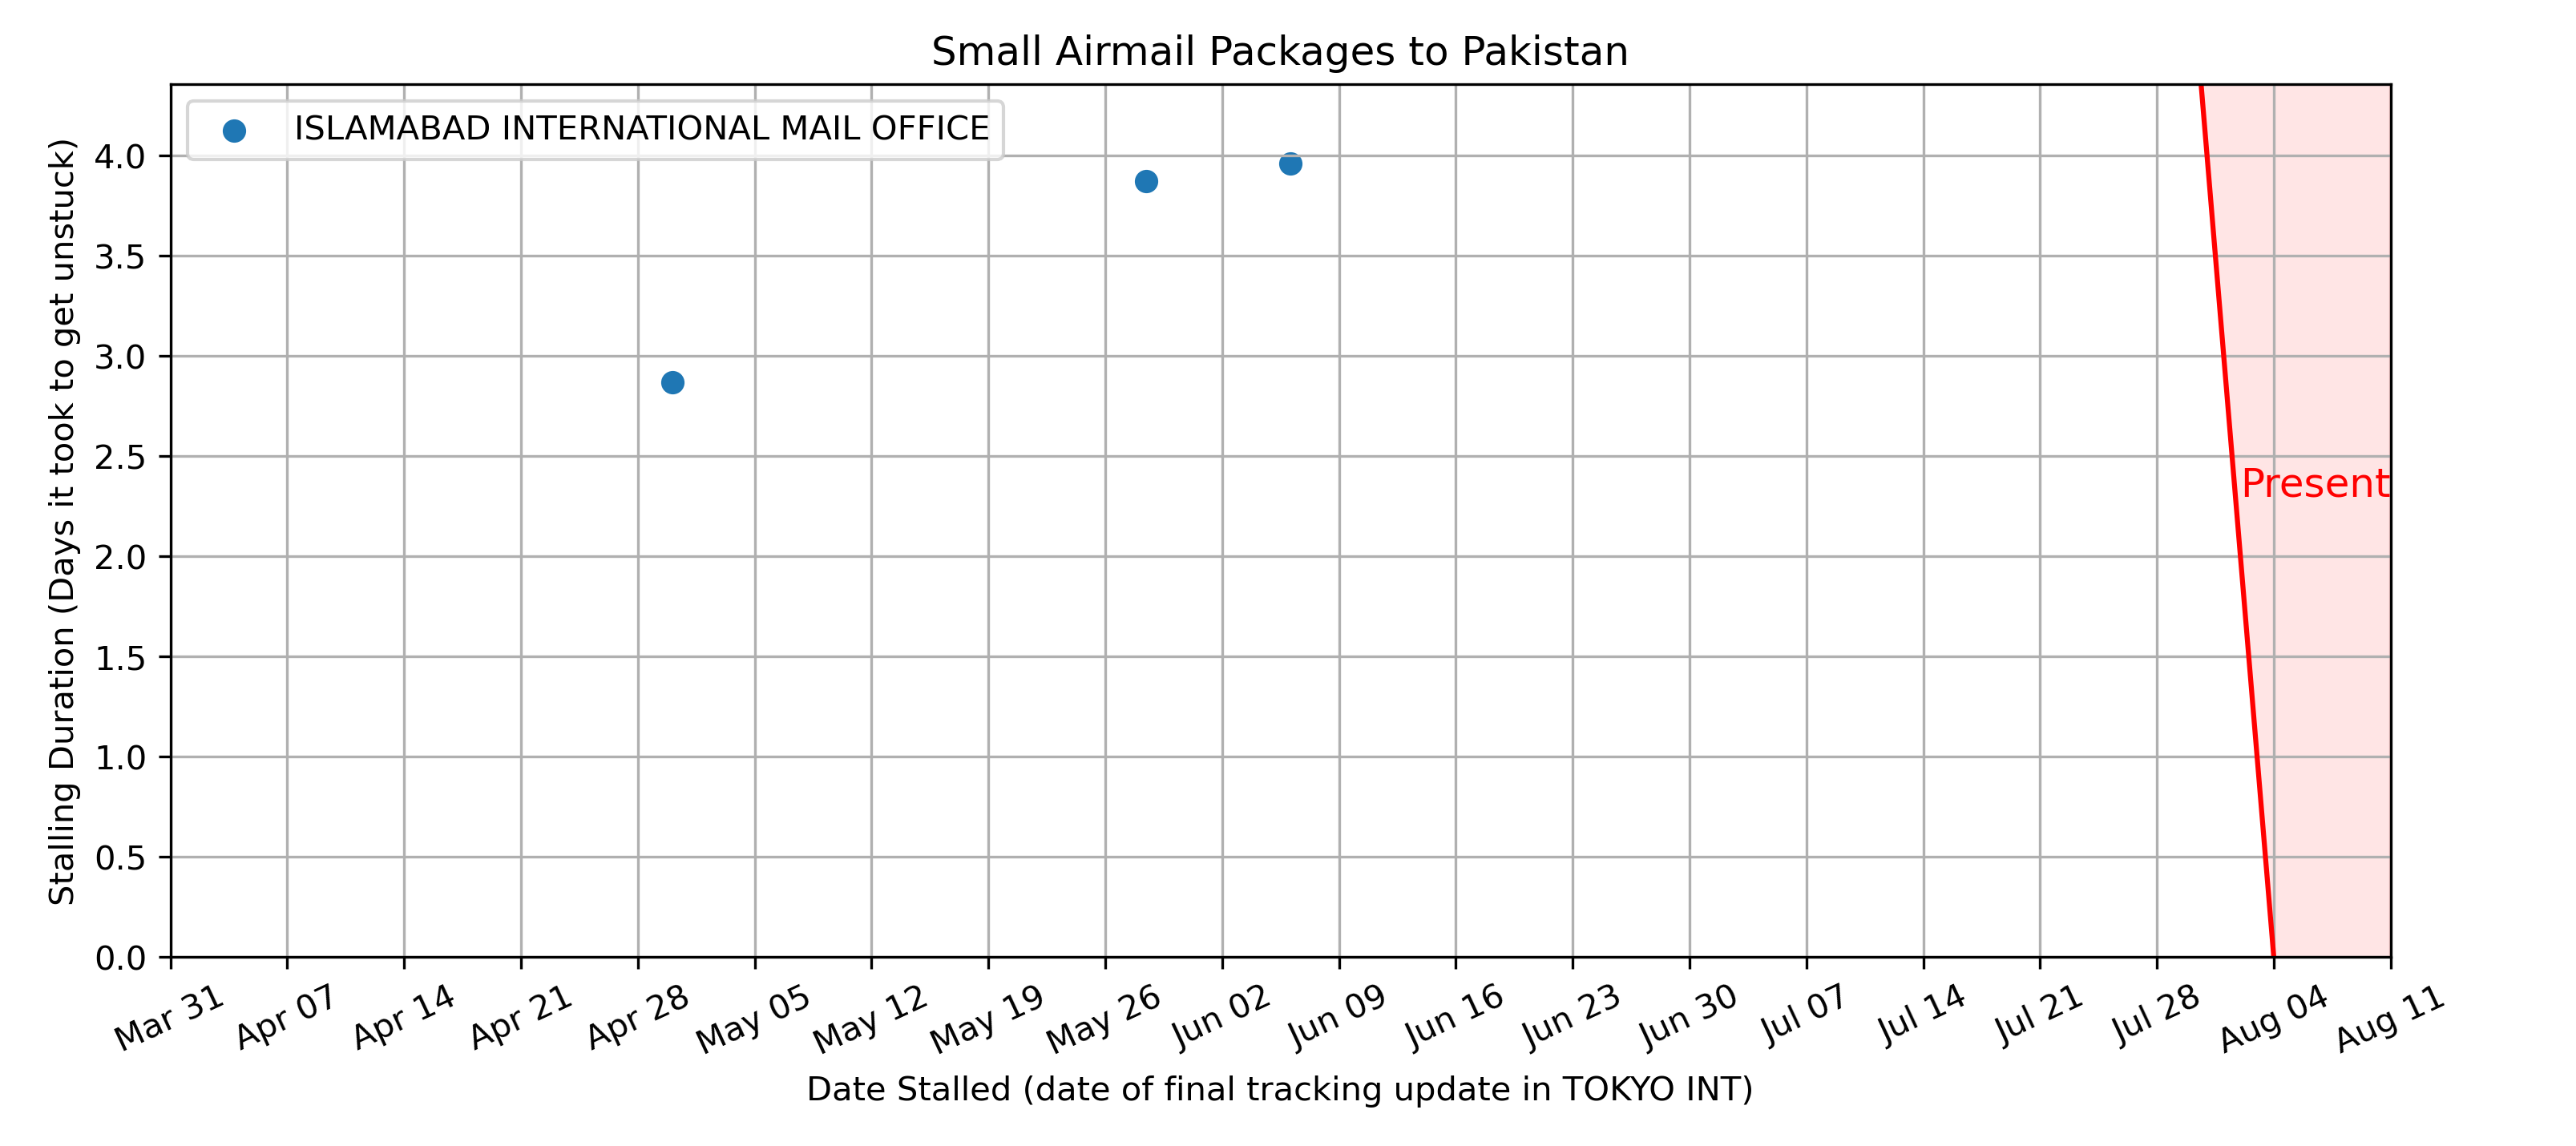 Small Airmail Packages to Pakistan
ISLAMABAD INTERNATIONAL MAIL OFFICE
Stalling Duration (Days it took to get unstuck)
4.0
3.5
3.0
2.5
2.0
1.5
1.0
0.5
0.0
Present
Mar 31 Apr 07 Apr 14 Apr 21 Apr 28 May 05 May 12 May 19 May 26 Jun 02 Jun 09 Jun 16 Jun 23 Jun 30 Jul 07 Jul 14 Jul 21 Jul 28 Aug 04 Aug 11
Date Stalled (date of final tracking update in TOKYO INT)